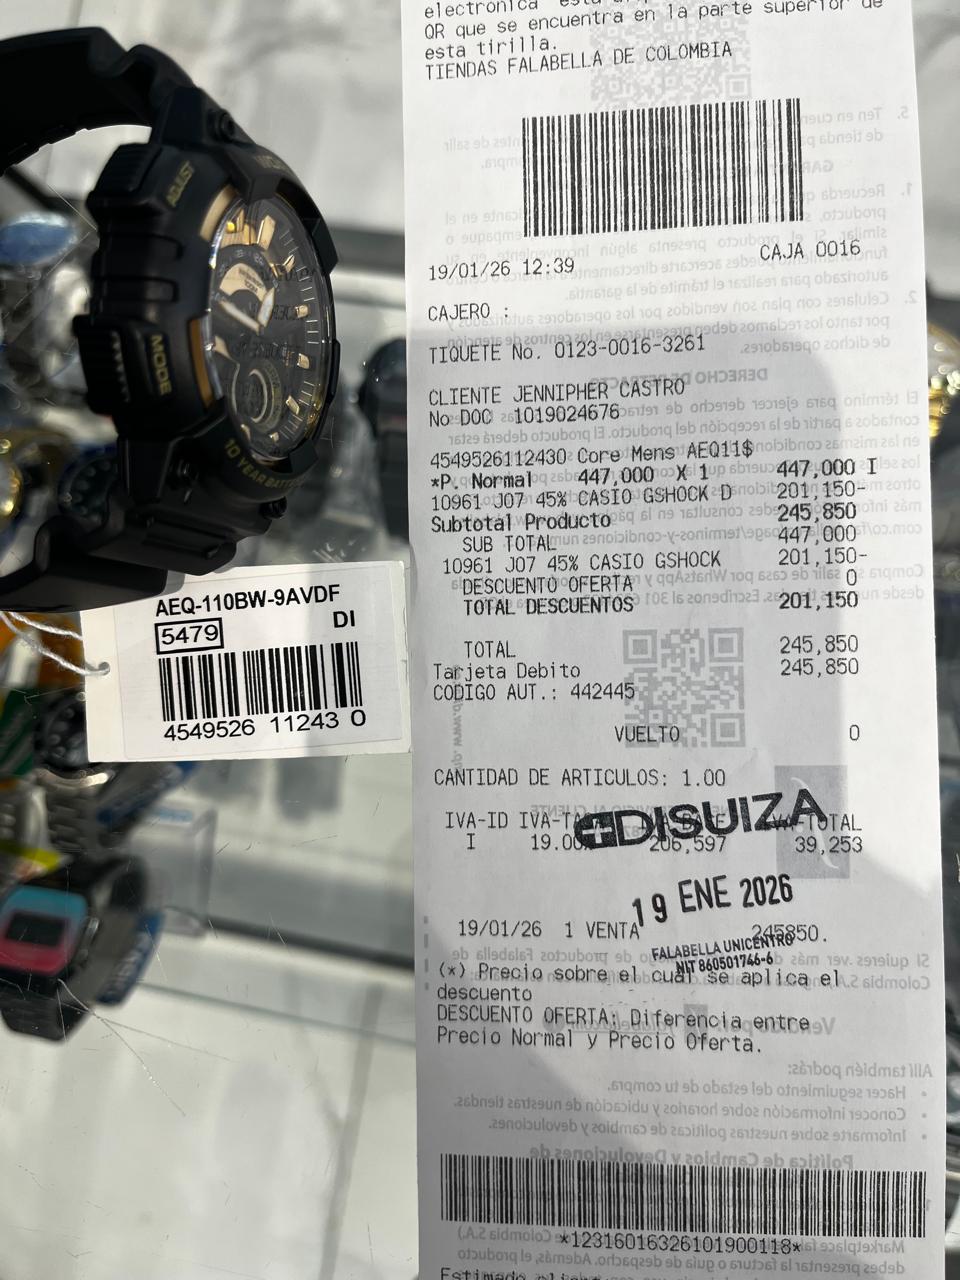 QR que se encuentra en la parte superior de
esta tirilla.
TIENDAS FALABELLA DE COLOMBIA
19/01/26 12:39 CAJA 0016
CAJERO :
TIQUETE No. 0123-0016-3261
CLIENTE JENNIPHER CASTRO
No DOC 1019024676
4549526112430 Core Mens AEQ11$
*P. Normal 447,000 X 1 447,000 I
10961 J07 45% CASIO GSHOCK D 201,150-
Subtotal Producto 245,850
SUB TOTAL 447,000
10961 J07 45% CASIO GSHOCK 201,150-
DESCUENTO OFERTA 0
TOTAL DESCUENTOS 201,150
TOTAL 245,850
Tarjeta Debito 245,850
CODIGO AUT.: 442445
VUELTO 0
CANTIDAD DE ARTICULOS: 1.00
IVA-ID
I 19.00 206,597 39,253
DISUIZA
19 ENE 2026
19/01/26 1 VENTA 245850.
FALABELLA UNICENTRO
NIT 860501746-6
(*) Precio sobre el cual se aplica el
descuento
DESCUENTO OFERTA: Diferencia entre
Precio Normal y Precio Oferta.
*123160163261019001​18*
ADJUST
MODE
10 YEAR BATTERY
AEQ-110BW-9AVDF
5479 DI
4549526 11243 0